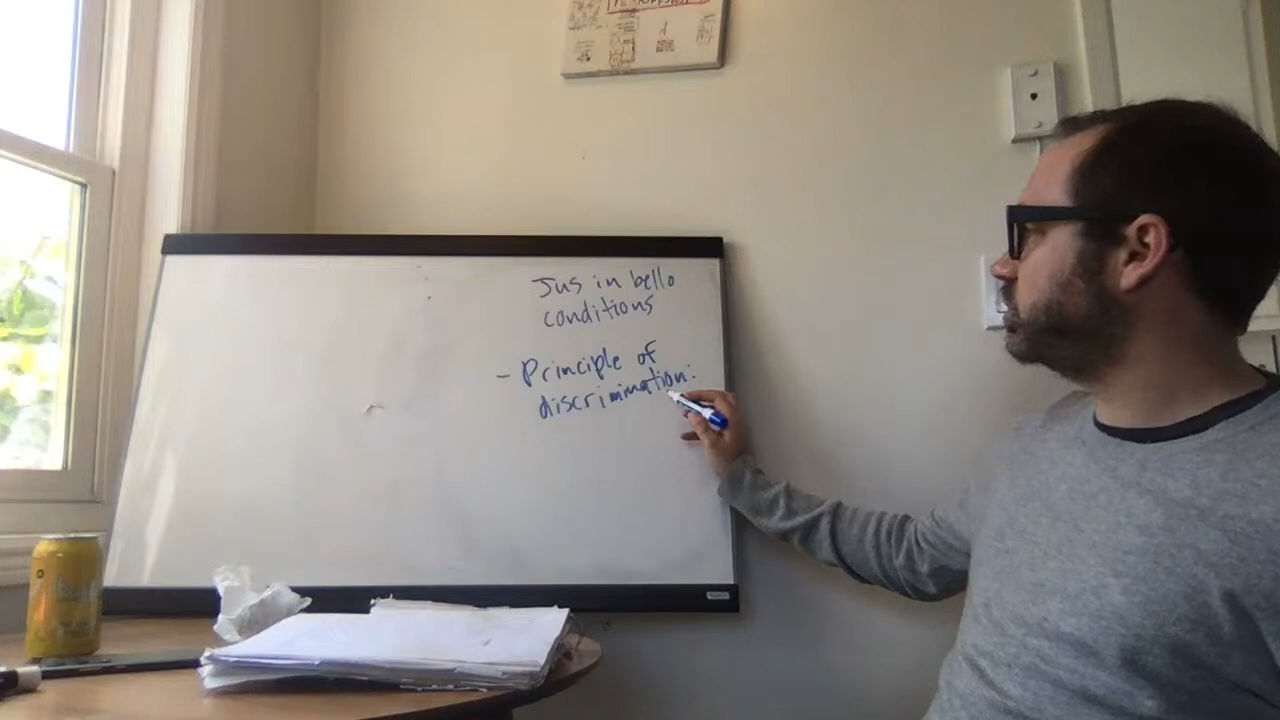 Jus in bello
conditions
- Principle of
discrimination: